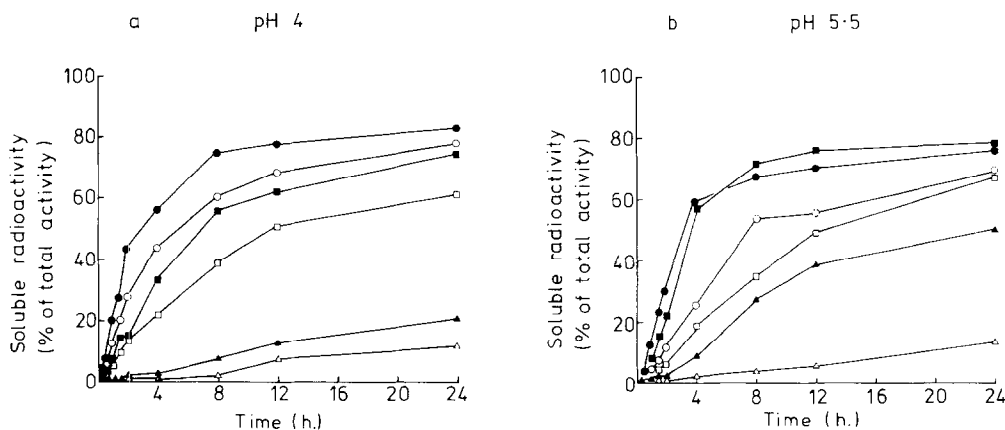 a pH 4
Soluble radioactivity
(% of total activity)
100
80
60
40
20
0
4 8 12 16 20 24
Time (h.)
b pH 5·5
Soluble radioactivity
(% of total activity)
100
80
60
40
20
0
4 8 12 16 20 24
Time (h.)